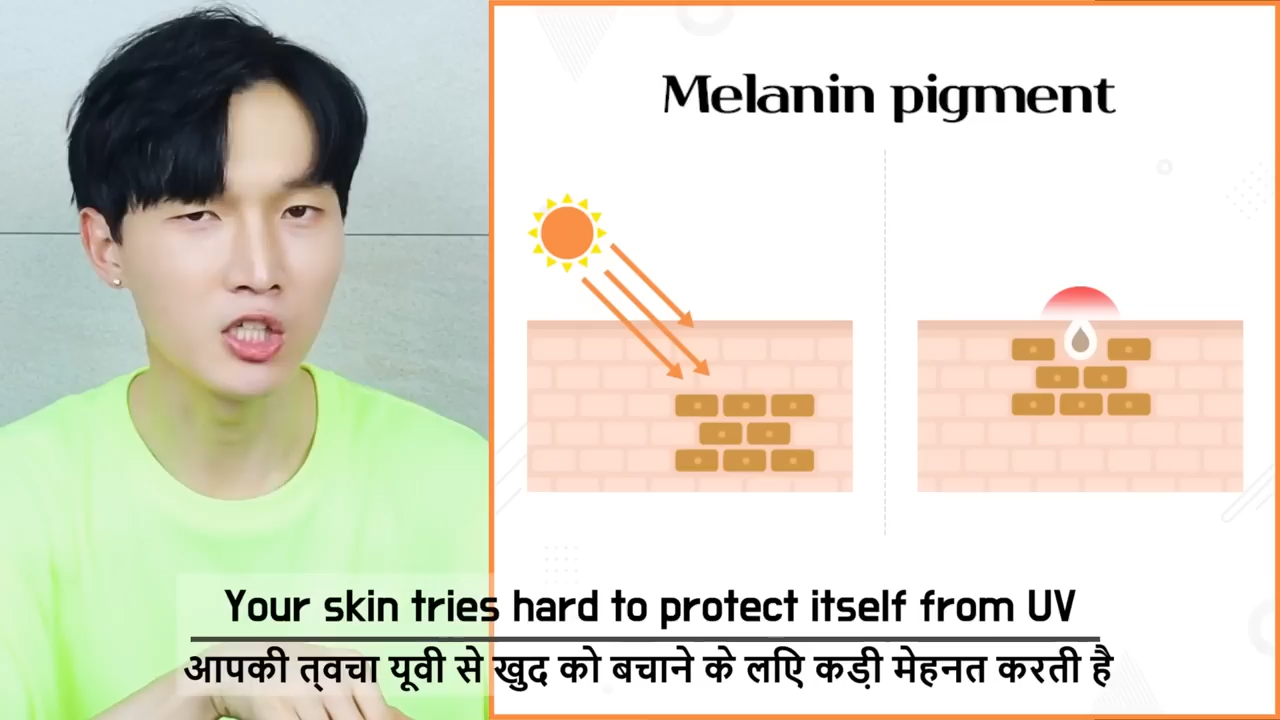 Melanin pigment
Your skin tries hard to protect itself from UV
आपकी त्वचा यूवी से खुद को बचाने के लिए कड़ी मेहनत करती है